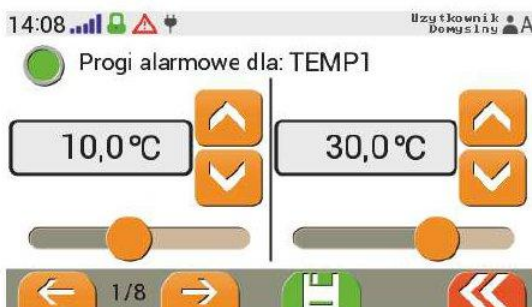 14:08 Uzytkownik
Domyslny A
Progi alarmowe dla: TEMP1
10,0°C 30,0°C
1/8